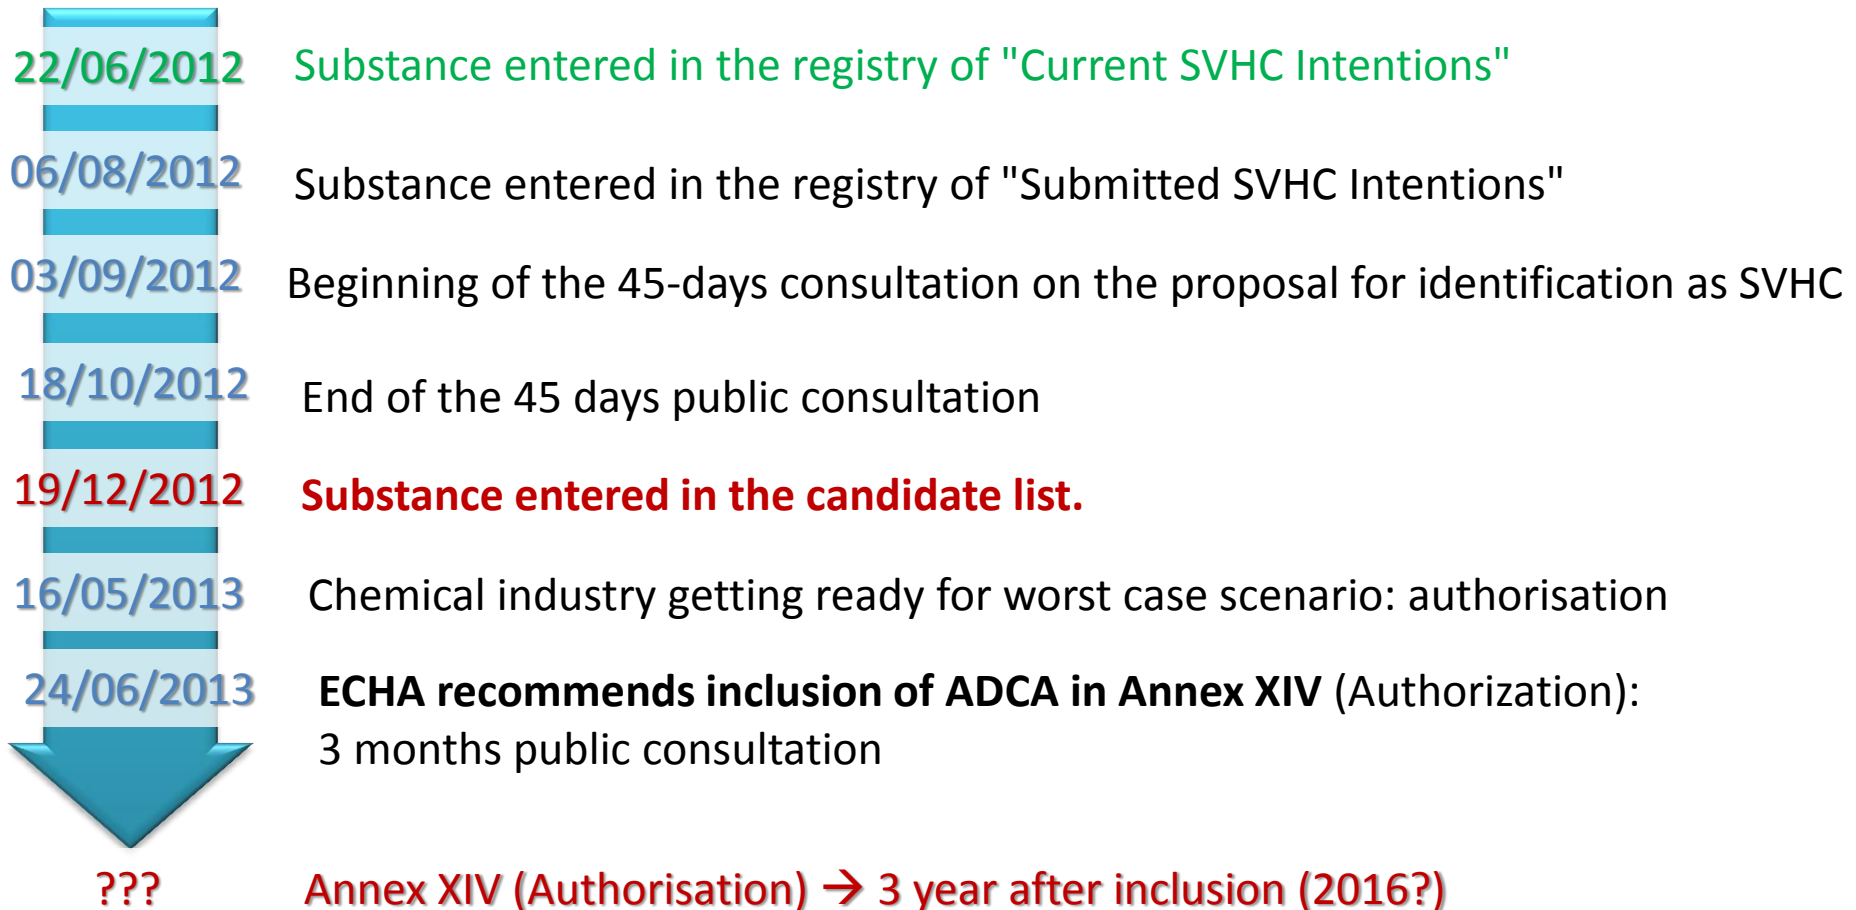 22/06/2012 Substance entered in the registry of "Current SVHC Intentions"
06/08/2012 Substance entered in the registry of "Submitted SVHC Intentions"
03/09/2012 Beginning of the 45-days consultation on the proposal for identification as SVHC
18/10/2012 End of the 45 days public consultation
19/12/2012 Substance entered in the candidate list.
16/05/2013 Chemical industry getting ready for worst case scenario: authorisation
24/06/2013 ECHA recommends inclusion of ADCA in Annex XIV (Authorization):
3 months public consultation
??? Annex XIV (Authorisation) → 3 year after inclusion (2016?)